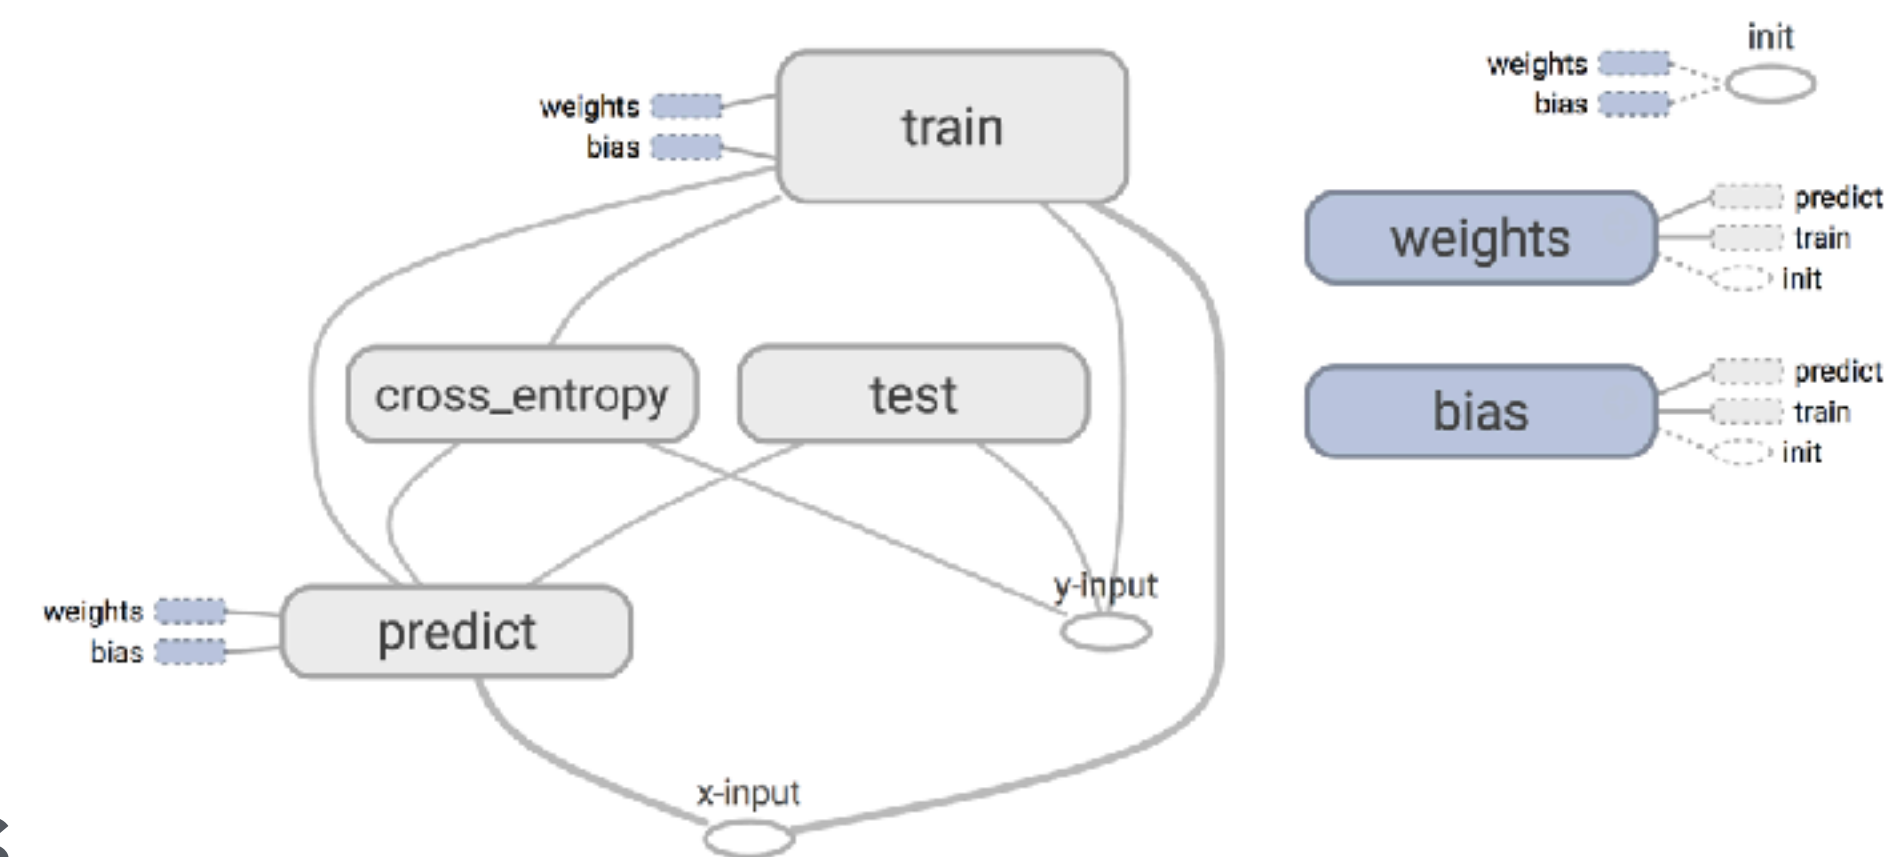 weights
bias
train
cross_entropy
test
weights
bias
predict
y-input
x-input
init
weights
bias
weights
predict
train
init
bias
predict
train
init